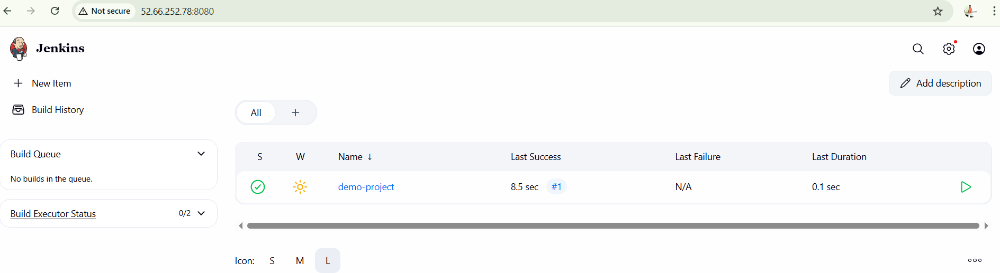 Not secure 52.66.252.78:8080
Jenkins
New Item
Add description
Build History
All +
Build Queue
No builds in the queue.
Build Executor Status 0/2
S W Name ↓ Last Success Last Failure Last Duration
demo-project 8.5 sec #1 N/A 0.1 sec
Icon: S M L